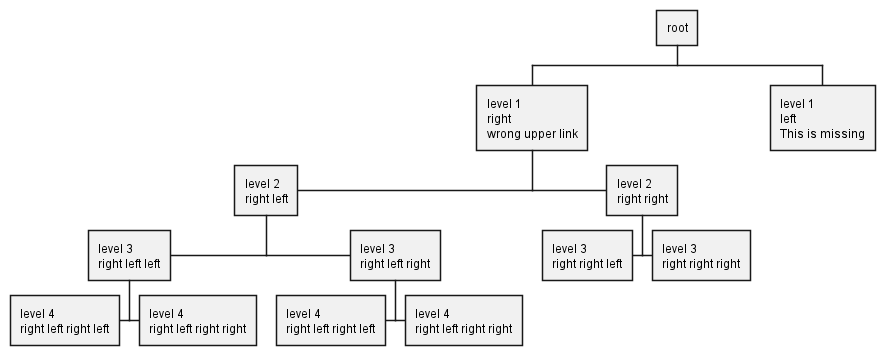 root
level 1
right
wrong upper link
level 1
left
This is missing
level 2
right left
level 2
right right
level 3
right left left
level 3
right left right
level 3
right right left
level 3
right right right
level 4
right left right left
level 4
right left right right
level 4
right left right left
level 4
right left right right